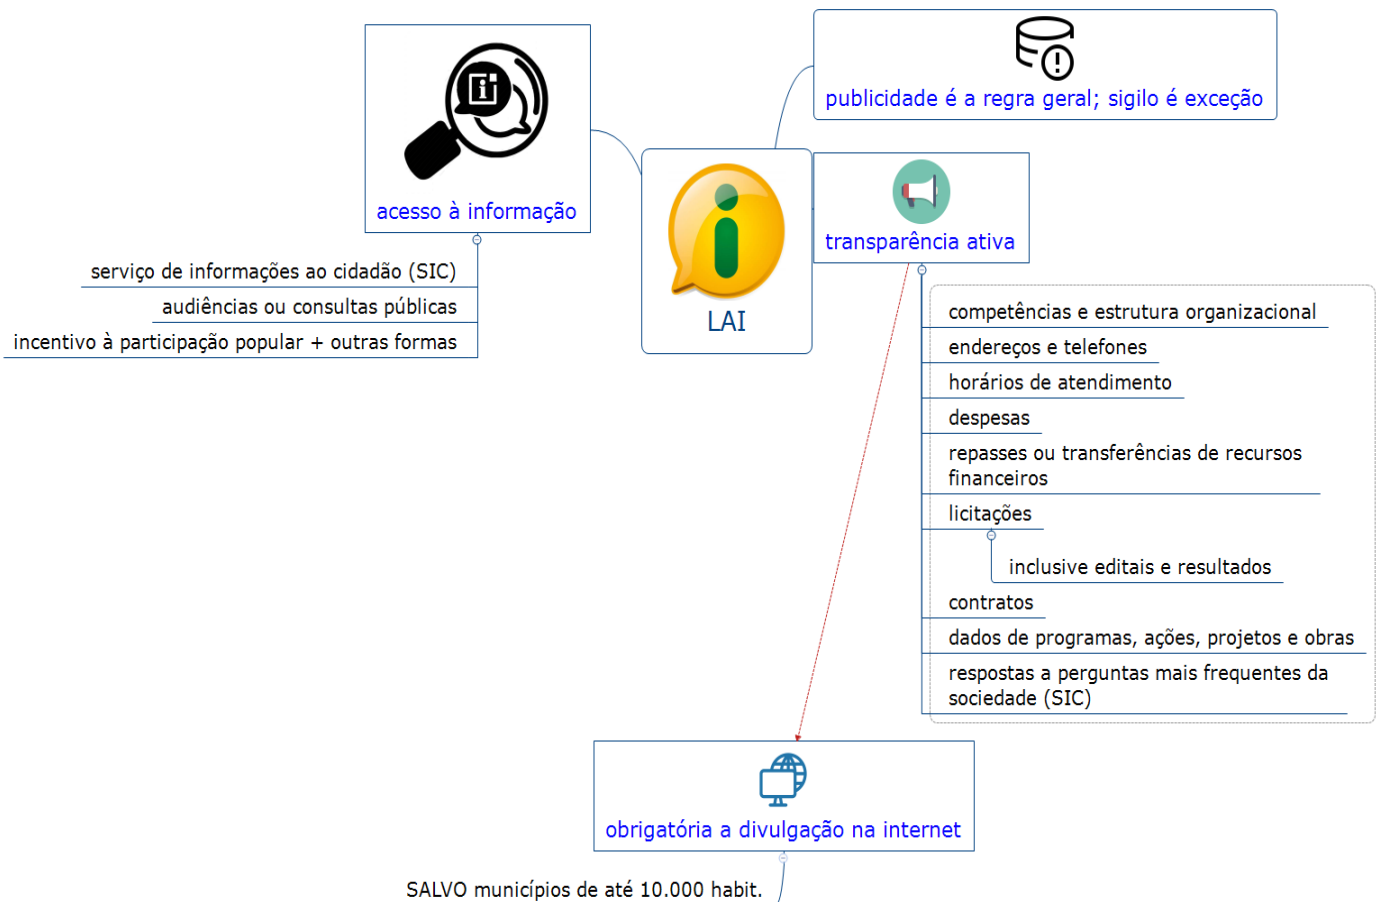 publicidade é a regra geral; sigilo é exceção
acesso à informação
serviço de informações ao cidadão (SIC)
audiências ou consultas públicas
incentivo à participação popular + outras formas
LAI
transparência ativa
competências e estrutura organizacional
endereços e telefones
horários de atendimento
despesas
repasses ou transferências de recursos
financeiros
licitações
inclusive editais e resultados
contratos
dados de programas, ações, projetos e obras
respostas a perguntas mais frequentes da
sociedade (SIC)
obrigatória a divulgação na internet
SALVO municípios de até 10.000 habit.